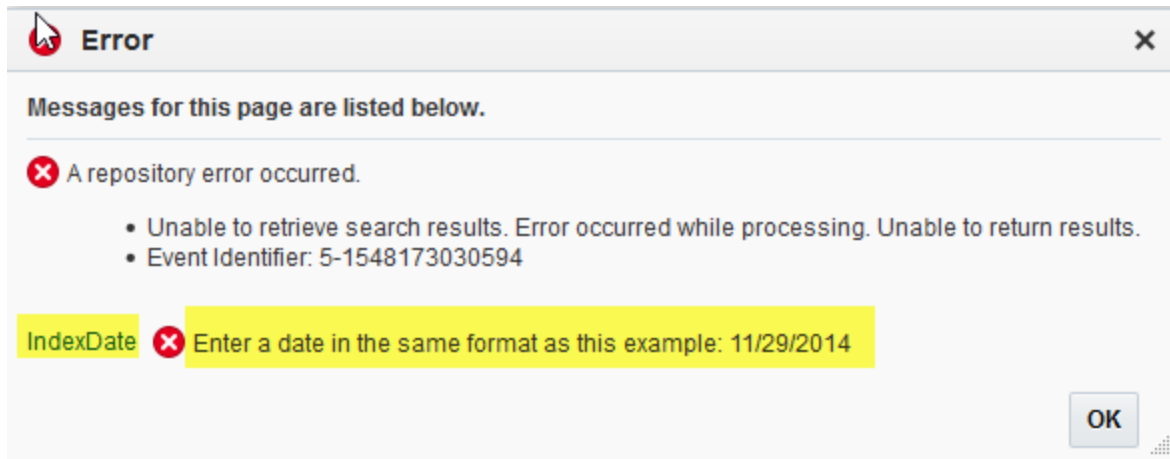 Error
Messages for this page are listed below.
A repository error occurred.
• Unable to retrieve search results. Error occurred while processing. Unable to return results.
• Event Identifier: 5-1548173030594
IndexDate Enter a date in the same format as this example: 11/29/2014
OK